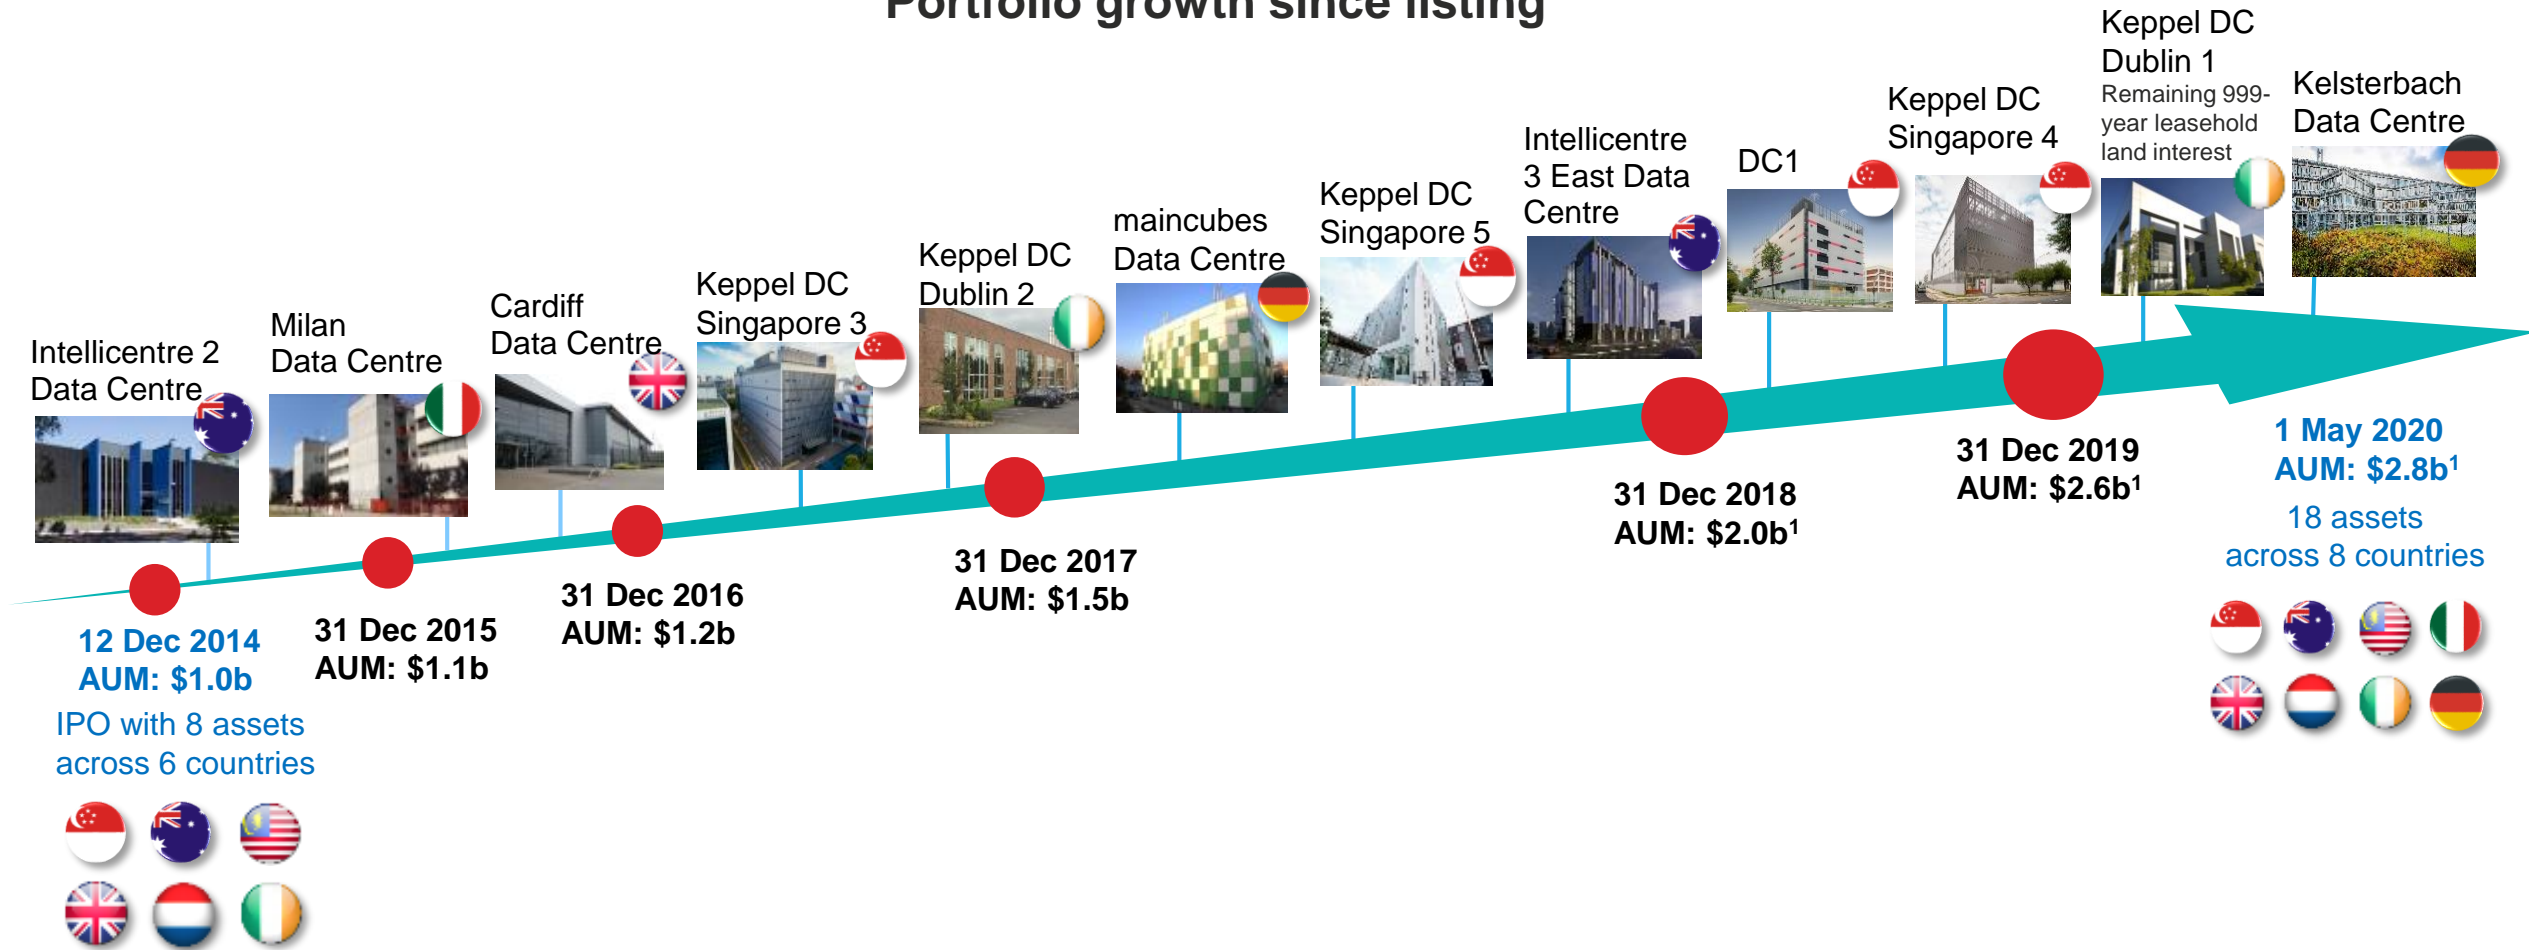 Portfolio growth since listing
Intellicentre 2
Data Centre
Milan
Data Centre
Cardiff
Data Centre
Keppel DC
Singapore 3
Keppel DC
Dublin 2
maincubes
Data Centre
Keppel DC
Singapore 5
Intellicentre
3 East Data
Centre
DC1
Keppel DC
Singapore 4
Keppel DC
Dublin 1
Remaining 999-
year leasehold
land interest
Kelsterbach
Data Centre
12 Dec 2014
AUM: $1.0b
IPO with 8 assets
across 6 countries
31 Dec 2015
AUM: $1.1b
31 Dec 2016
AUM: $1.2b
31 Dec 2017
AUM: $1.5b
31 Dec 2018
AUM: $2.0b¹
31 Dec 2019
AUM: $2.6b¹
1 May 2020
AUM: $2.8b¹
18 assets
across 8 countries